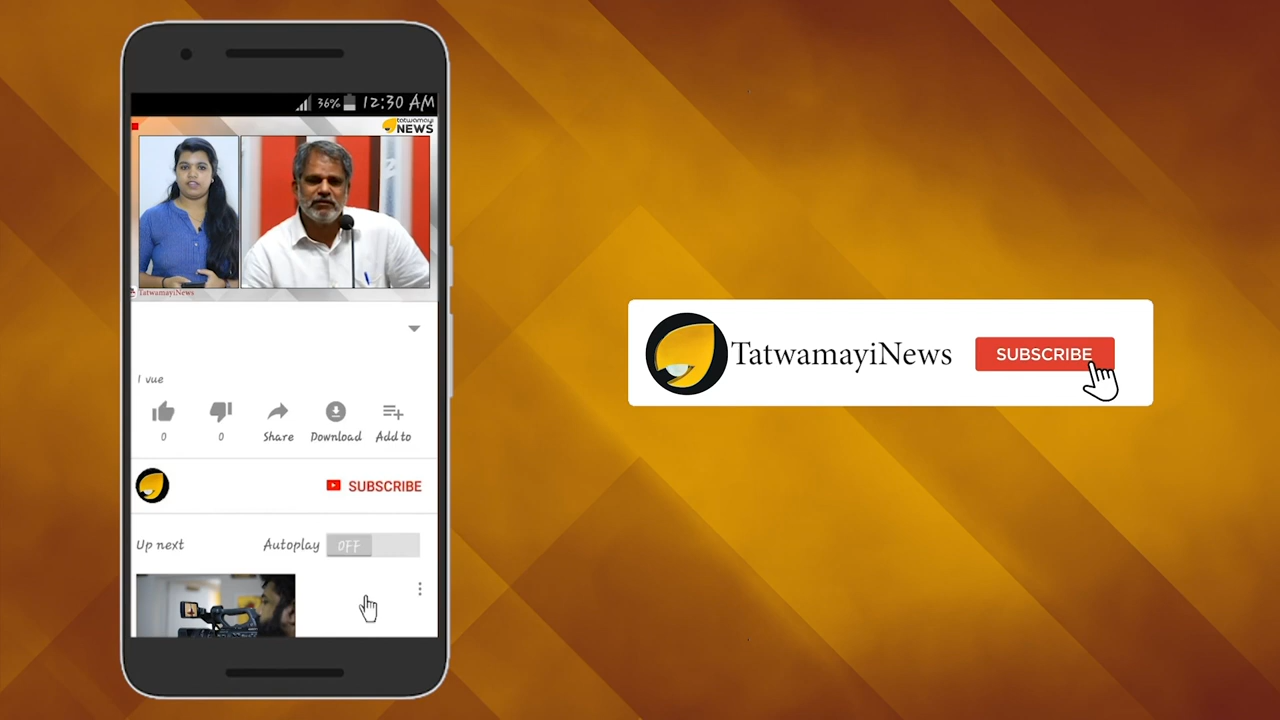 36% 12:30 AM
tatwamayi
NEWS
TatwamayiNews
1 vue
0 0 Share Download Add to
SUBSCRIBE
Up next Autoplay OFF
TatwamayiNews SUBSCRIBE